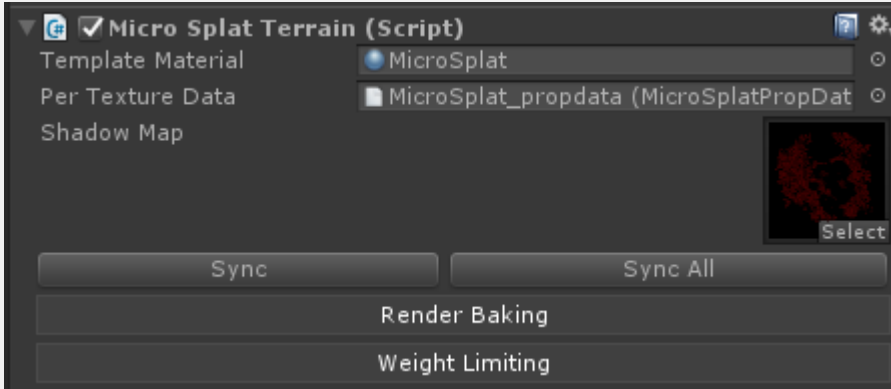 Micro Splat Terrain (Script)
Template Material MicroSplat
Per Texture Data MicroSplat_propdata (MicroSplatPropDat
Shadow Map
Select
Sync Sync All
Render Baking
Weight Limiting